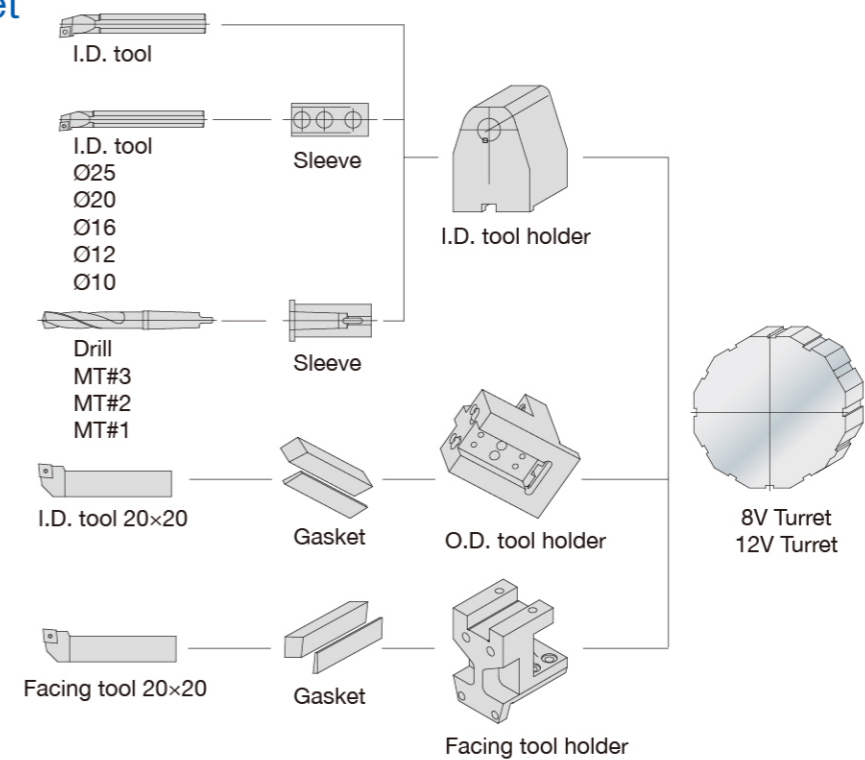 et
I.D. tool
I.D. tool
Ø25
Ø20
Ø16
Ø12
Ø10
Sleeve
I.D. tool holder
Drill
MT#3
MT#2
MT#1
Sleeve
I.D. tool 20×20
Gasket
O.D. tool holder
8V Turret
12V Turret
Facing tool 20×20
Gasket
Facing tool holder